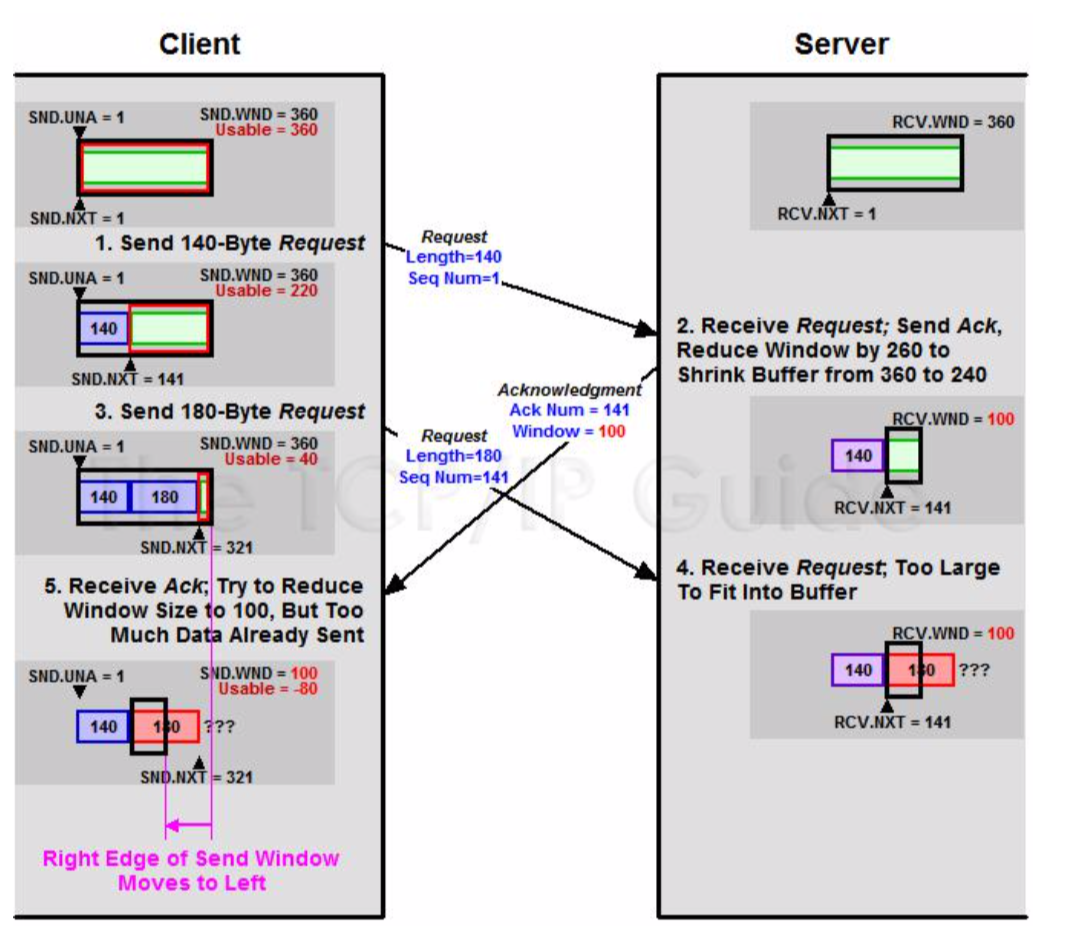 Client
Server
SND.UNA = 1
SND.WND = 360
Usable = 360
SND.NXT = 1
RCV.WND = 360
RCV.NXT = 1
1. Send 140-Byte Request
Request
Length=140
Seq Num=1
SND.UNA = 1
SND.WND = 360
Usable = 220
140
SND.NXT = 141
2. Receive Request; Send Ack,
Reduce Window by 260 to
Shrink Buffer from 360 to 240
Acknowledgment
Ack Num = 141
Window = 100
RCV.WND = 100
140
RCV.NXT = 141
3. Send 180-Byte Request
Request
Length=180
Seq Num=141
SND.UNA = 1
SND.WND = 360
Usable = 40
140
180
SND.NXT = 321
The TCP/IP Guide
4. Receive Request; Too Large
To Fit Into Buffer
RCV.WND = 100
140
180
???
RCV.NXT = 141
5. Receive Ack; Try to Reduce
Window Size to 100, But Too
Much Data Already Sent
SND.UNA = 1
SND.WND = 100
Usable = -80
140
180
???
SND.NXT = 321
Right Edge of Send Window
Moves to Left